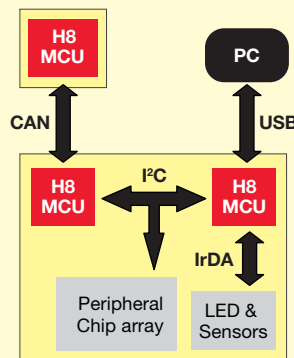 H8
MCU
PC
CAN
USB
I²C
H8
MCU
H8
MCU
IrDA
Peripheral
Chip array
LED &
Sensors